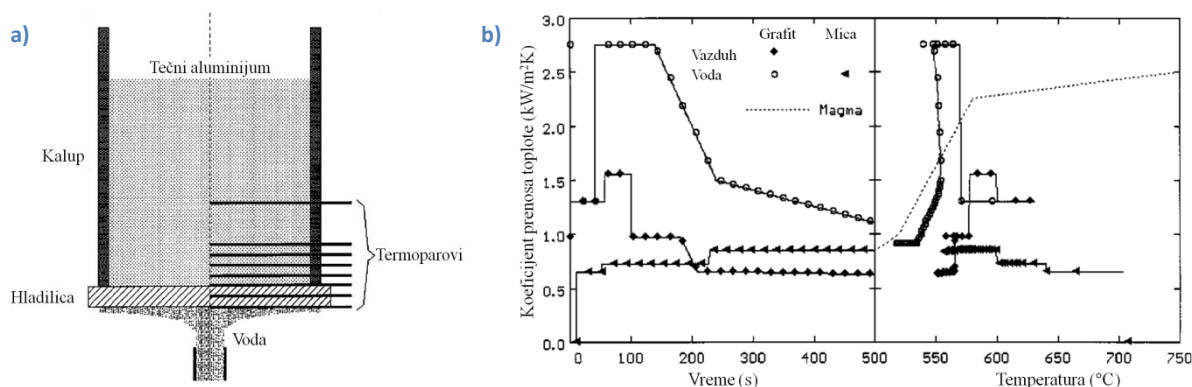 a)
Tečni aluminijum
Kalup
Termoparovi
Hladilica
Voda
b)
Koeficijent prenosa toplote (kW/m²K)
3.0
2.5
2.0
1.5
1.0
0.5
0.0
Grafit Mica
Vazduh
Voda
Magma
0 100 200 300 400 500 550 600 650 700 750
Vreme (s) Temperatura (°C)